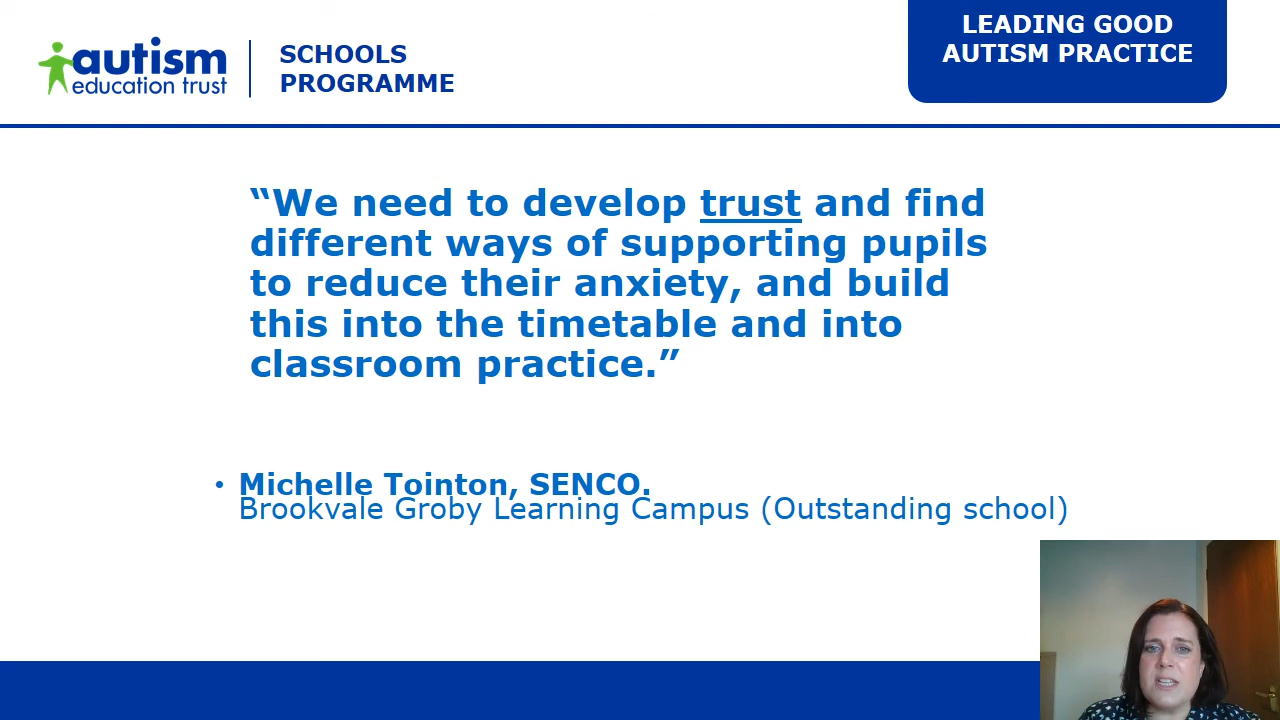 autism
education trust
SCHOOLS
PROGRAMME
LEADING GOOD
AUTISM PRACTICE
“We need to develop trust and find
different ways of supporting pupils
to reduce their anxiety, and build
this into the timetable and into
classroom practice.”
• Michelle Tointon, SENCO.
Brookvale Groby Learning Campus (Outstanding school)